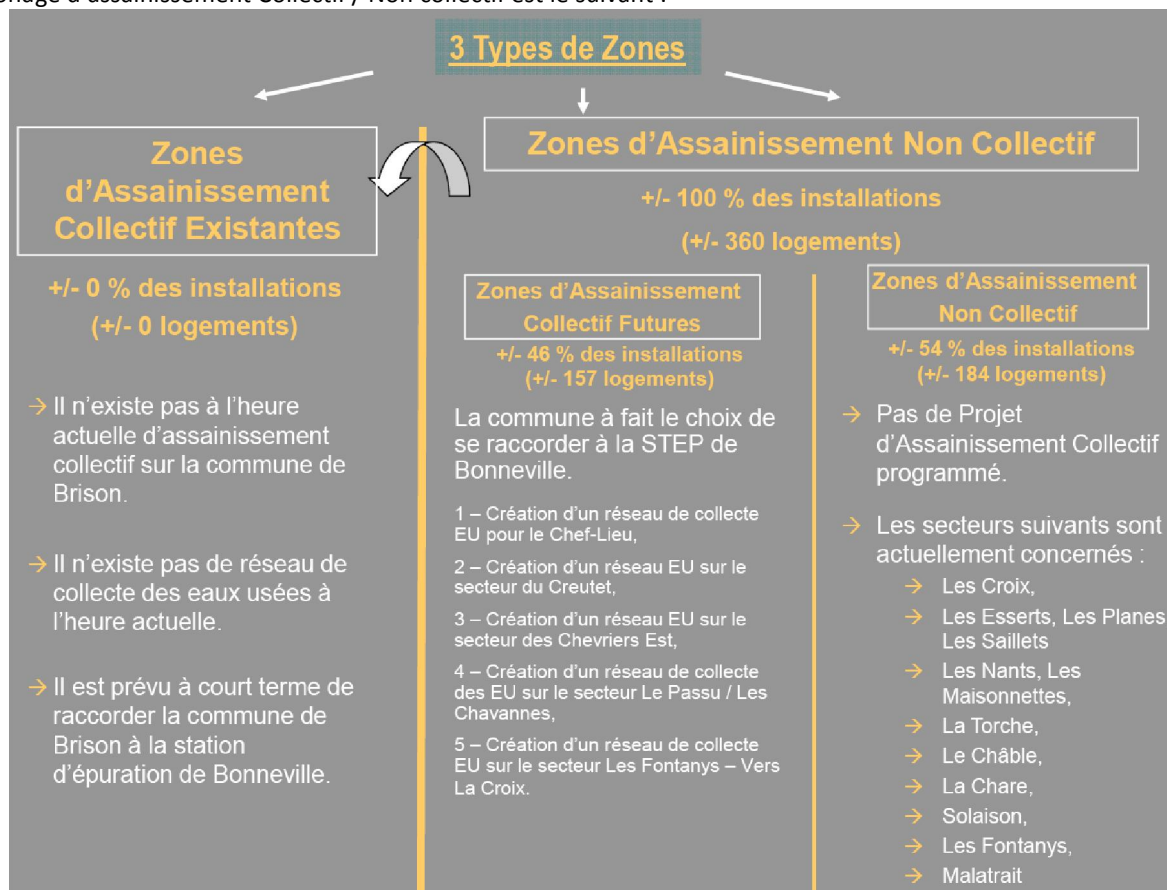 onage d'assainissement Collectif / Non collectif est le suivant :
3 Types de Zones
Zones
d'Assainissement
Collectif Existantes
+/- 0 % des installations
(+/- 0 logements)
→ Il n'existe pas à l'heure
actuelle d'assainissement
collectif sur la commune de
Brison.
→ Il n'existe pas de réseau de
collecte des eaux usées à
l'heure actuelle.
→ Il est prévu à court terme de
raccorder la commune de
Brison à la station
d'épuration de Bonneville.
Zones d'Assainissement Non Collectif
+/- 100 % des installations
(+/- 360 logements)
Zones d'Assainissement
Collectif Futures
+/- 46 % des installations
(+/- 157 logements)
La commune à fait le choix de
se raccorder à la STEP de
Bonneville.
1 – Création d'un réseau de collecte
EU pour le Chef-Lieu,
2 – Création d'un réseau EU sur le
secteur du Creutet,
3 – Création d'un réseau EU sur le
secteur des Chevriers Est,
4 – Création d'un réseau de collecte
des EU sur le secteur Le Passu / Les
Chavannes,
5 – Création d'un réseau de collecte
EU sur le secteur Les Fontanys – Vers
La Croix.
Zones d'Assainissement
Non Collectif
+/- 54 % des installations
(+/- 184 logements)
→ Pas de Projet
d'Assainissement Collectif
programmé.
→ Les secteurs suivants sont
actuellement concernés :
→ Les Croix,
→ Les Esserts, Les Planes
Les Saillets
→ Les Nants, Les
Maisonnettes,
→ La Torche,
→ Le Châble,
→ La Chare,
→ Solaison,
→ Les Fontanys,
→ Malatrait